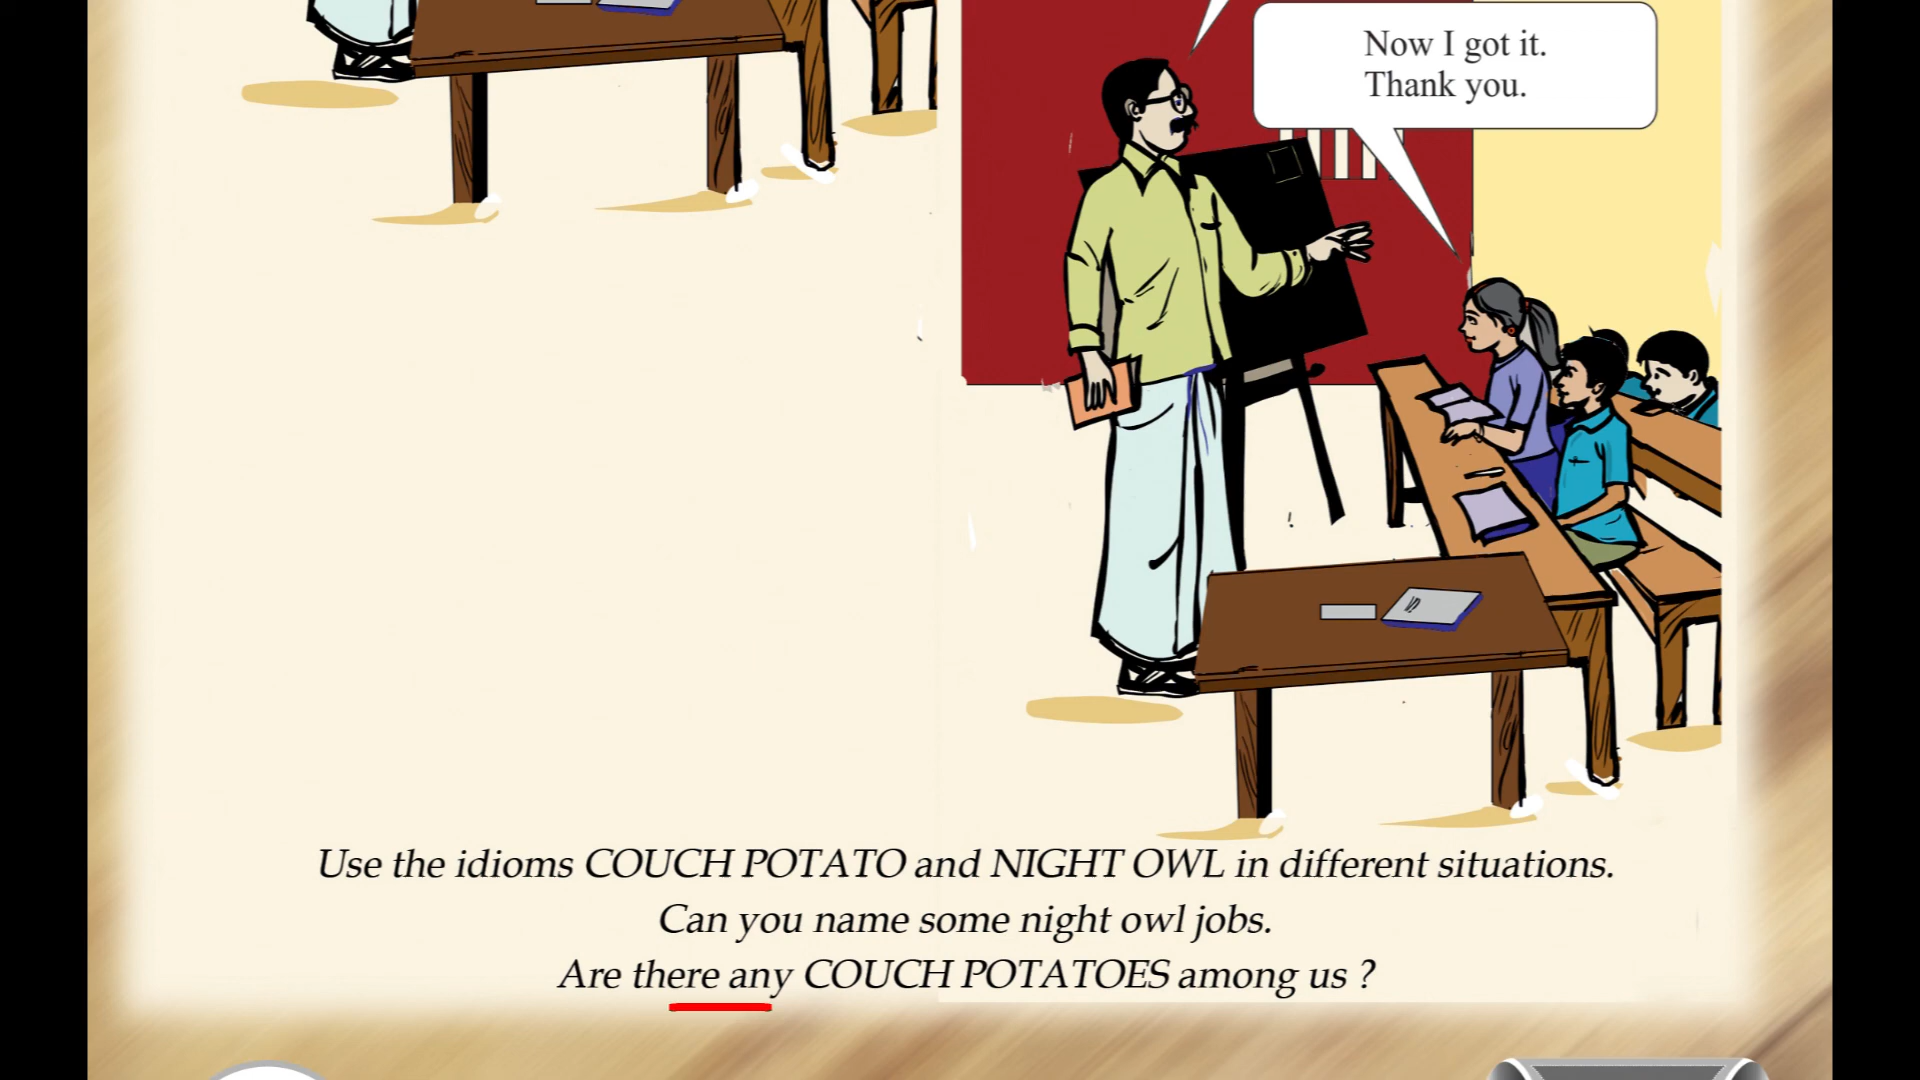 Now I got it.
Thank you.
Use the idioms COUCH POTATO and NIGHT OWL in different situations.
Can you name some night owl jobs.
Are there any COUCH POTATOES among us ?